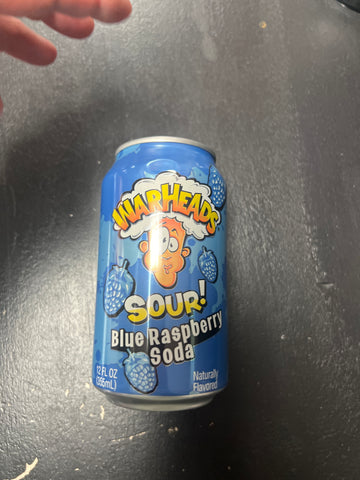 WARHEADS
SOUR!
Blue Raspberry
Soda
12 FL OZ
(355mL)
Naturally
Flavored